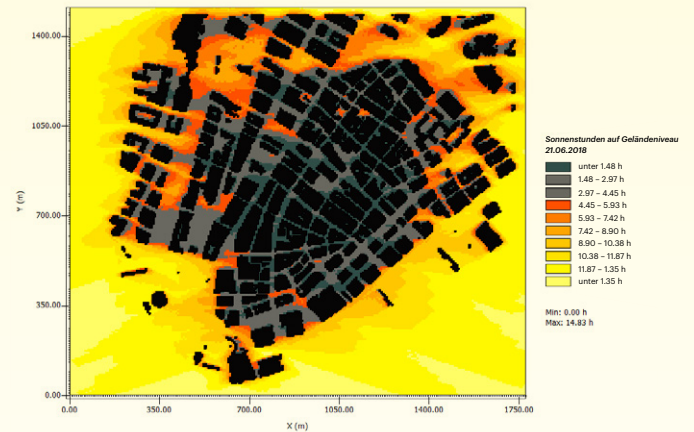 1400.00
1050.00
Y (m)
700.00
350.00
0.00
0.00 350.00 700.00 1050.00 1400.00 1750.00
X (m)
Sonnenstunden auf Geländeniveau
21.06.2018
unter 1.48 h
1.48 – 2.97 h
2.97 – 4.45 h
4.45 – 5.93 h
5.93 – 7.42 h
7.42 – 8.90 h
8.90 – 10.38 h
10.38 – 11.87 h
11.87 – 1.35 h
unter 1.35 h
Min: 0.00 h
Max: 14.83 h